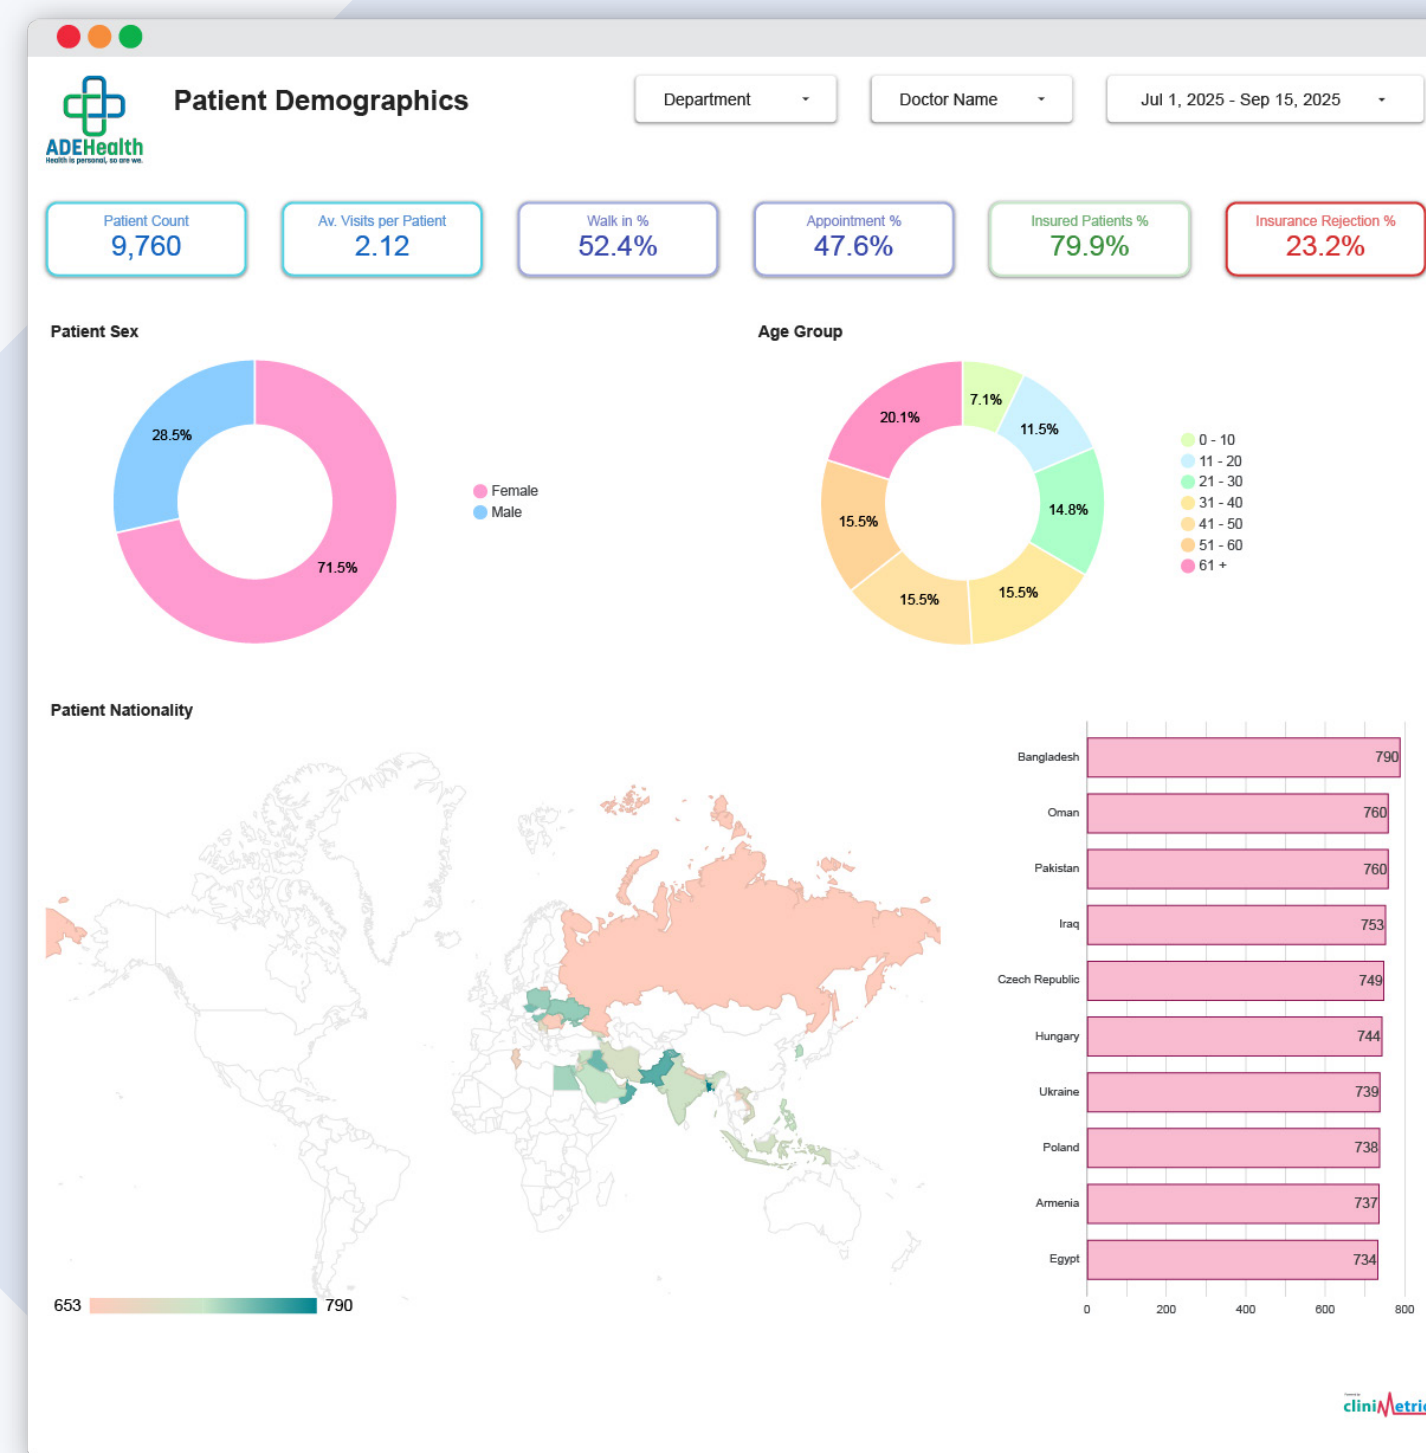 Patient Demographics
Department
Doctor Name
Jul 1, 2025 - Sep 15, 2025
ADEHealth
Health is personal, so are we.
Patient Count
9,760
Av. Visits per Patient
2.12
Walk in %
52.4%
Appointment %
47.6%
Insured Patients %
79.9%
Insurance Rejection %
23.2%
Patient Sex
28.5%
71.5%
Female
Male
Age Group
20.1%
7.1%
11.5%
14.8%
15.5%
15.5%
15.5%
0 - 10
11 - 20
21 - 30
31 - 40
41 - 50
51 - 60
61 +
Patient Nationality
653
790
Bangladesh 790
Oman 760
Pakistan 760
Iraq 753
Czech Republic 749
Hungary 744
Ukraine 739
Poland 738
Armenia 737
Egypt 734
0 200 400 600 800
cliniMetric